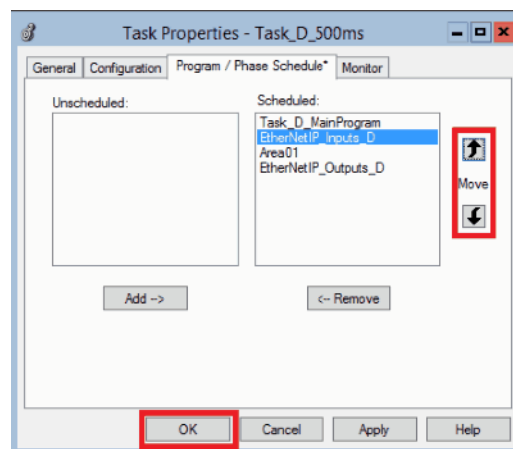 Task Properties - Task_D_500ms
General Configuration Program / Phase Schedule* Monitor
Unscheduled:
Scheduled:
Task_D_MainProgram
EtherNetIP_Inputs_D
Area01
EtherNetIP_Outputs_D
Move
Add -->
<-- Remove
OK Cancel Apply Help